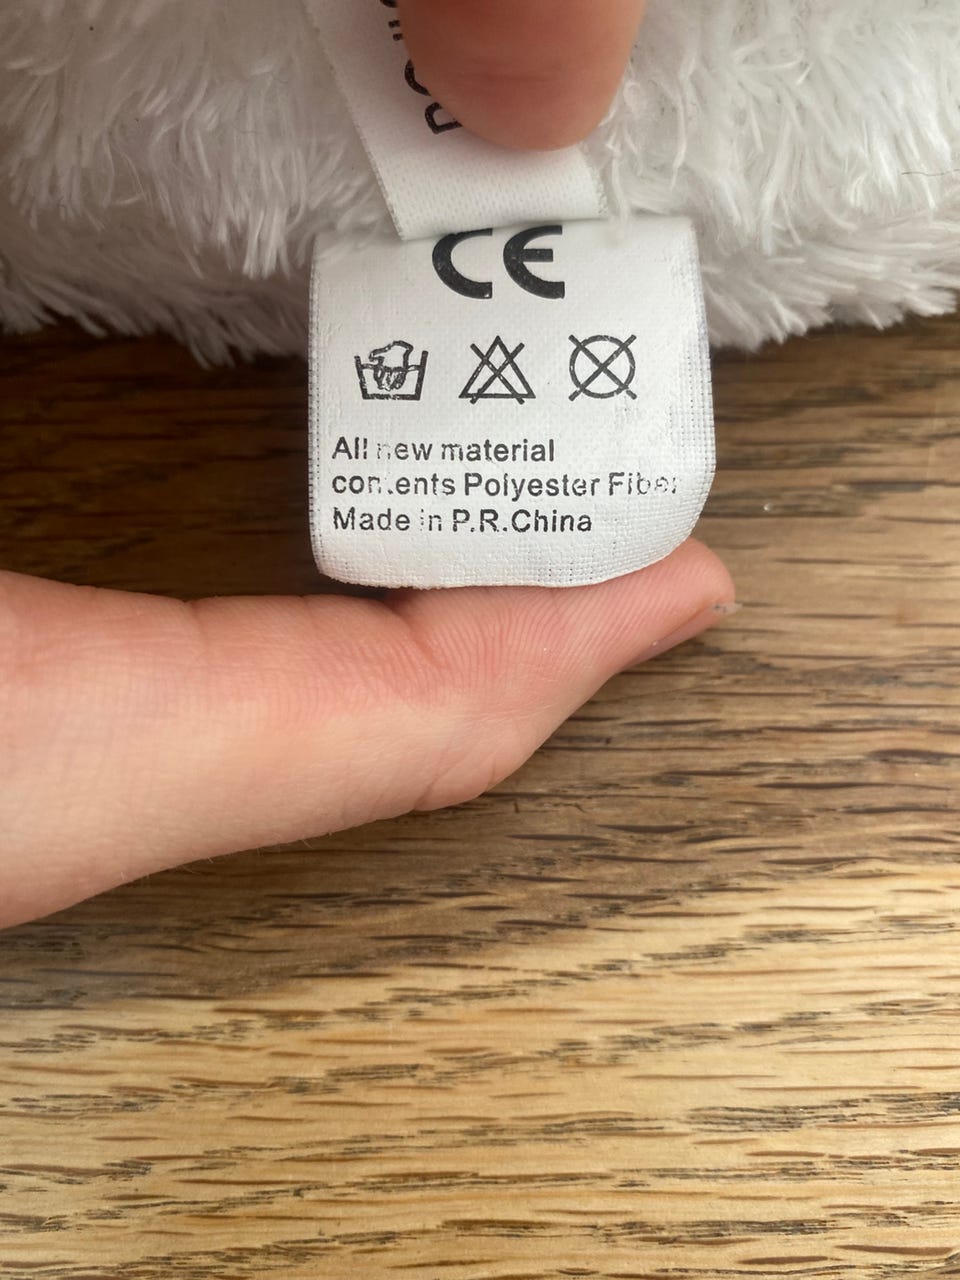 CE
All new material
contents Polyester Fiber
Made in P.R.China